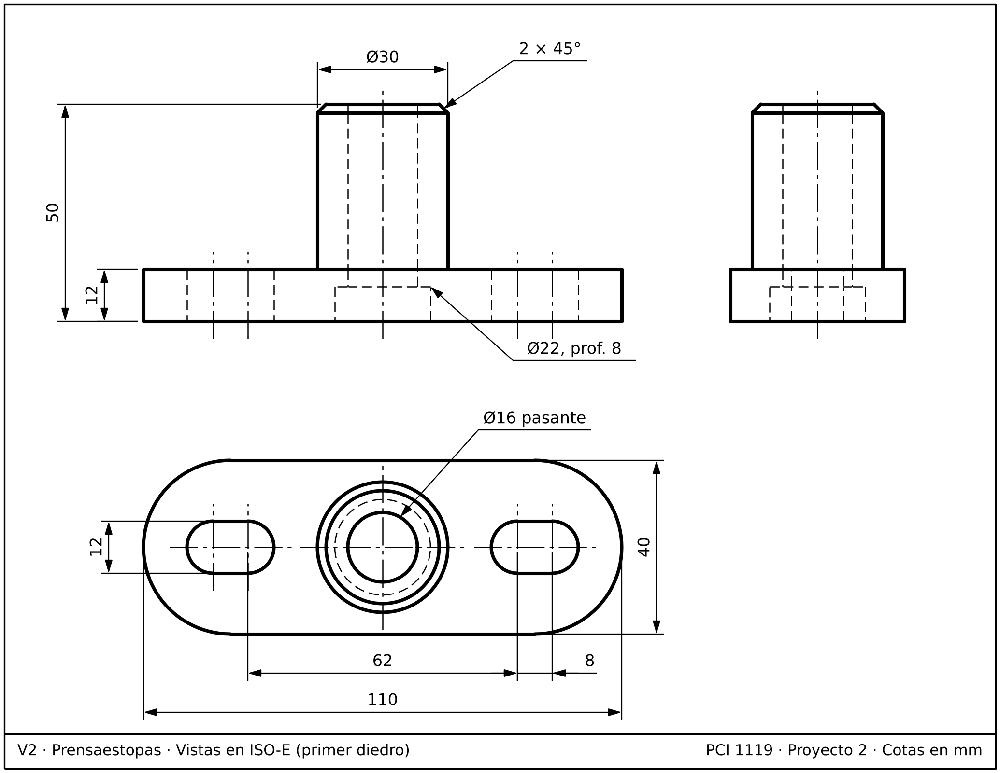 2 × 45°
Ø30
50
12
Ø22, prof. 8
Ø16 pasante
12
40
62
8
110
V2 · Prensaestopas · Vistas en ISO-E (primer diedro)
PCI 1119 · Proyecto 2 · Cotas en mm